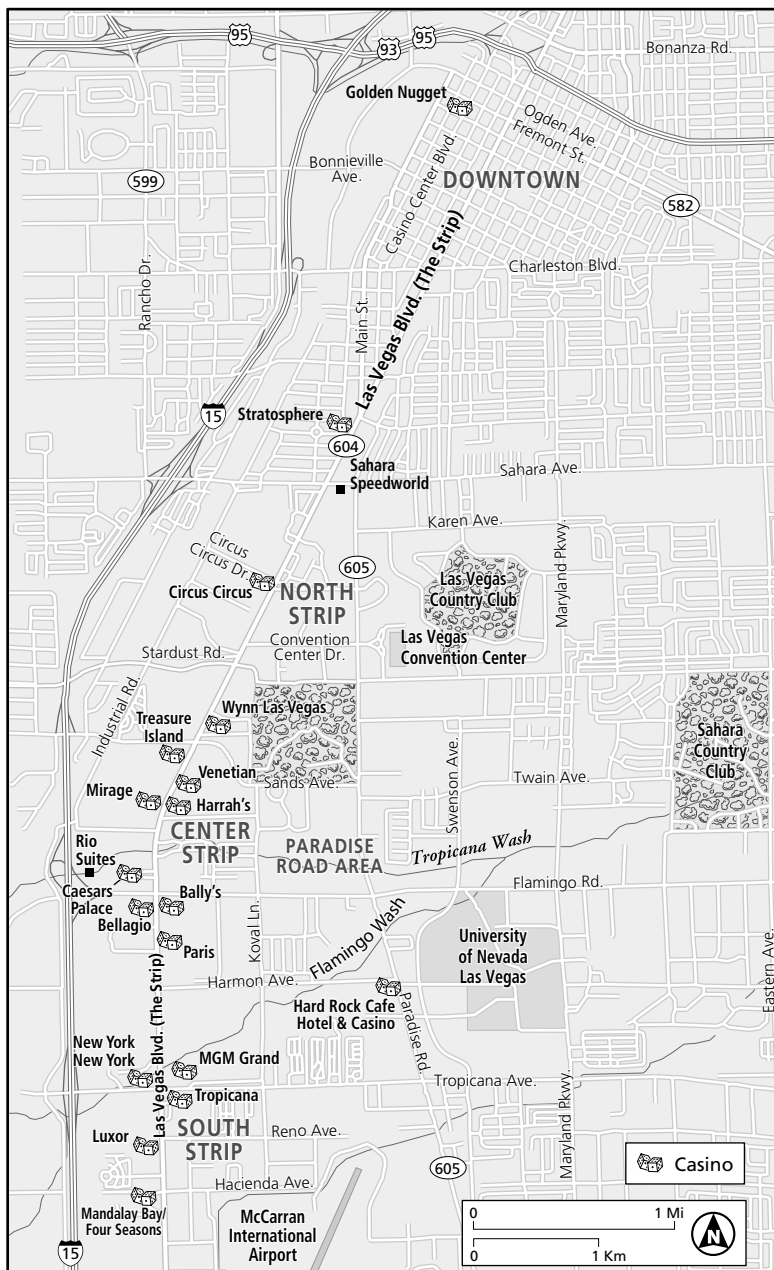 95
93
95
Bonanza Rd.
Golden Nugget
Ogden Ave.
Fremont St.
Bonnieville
Ave.
Casino Center Blvd.
DOWNTOWN
599
582
Rancho Dr.
Charleston Blvd.
Main St.
Las Vegas Blvd. (The Strip)
15
Stratosphere
604
Sahara
Speedworld
Sahara Ave.
Karen Ave.
Maryland Pkwy.
Circus
Circus Dr.
605
Circus Circus
NORTH
STRIP
Las Vegas
Country Club
Convention
Center Dr.
Las Vegas
Convention Center
Stardust Rd.
Industrial Rd.
Wynn Las Vegas
Treasure
Island
Sahara
Country
Club
Venetian
Sands Ave.
Swenson Ave.
Twain Ave.
Mirage
Harrah's
CENTER
STRIP
PARADISE
ROAD AREA
Tropicana Wash
Rio
Suites
Caesars
Palace
Bally's
Flamingo Rd.
Bellagio
Paris
Koval Ln.
Flamingo Wash
University
of Nevada
Las Vegas
Eastern Ave.
Harmon Ave.
Hard Rock Cafe
Hotel & Casino
Paradise Rd.
Las Vegas Blvd. (The Strip)
New York
New York
MGM Grand
Tropicana Ave.
Tropicana
Maryland Pkwy.
Luxor
SOUTH
STRIP
Reno Ave.
605
Casino
Hacienda Ave.
Mandalay Bay/
Four Seasons
McCarran
International
Airport
15
0 1 Mi
0 1 Km
N